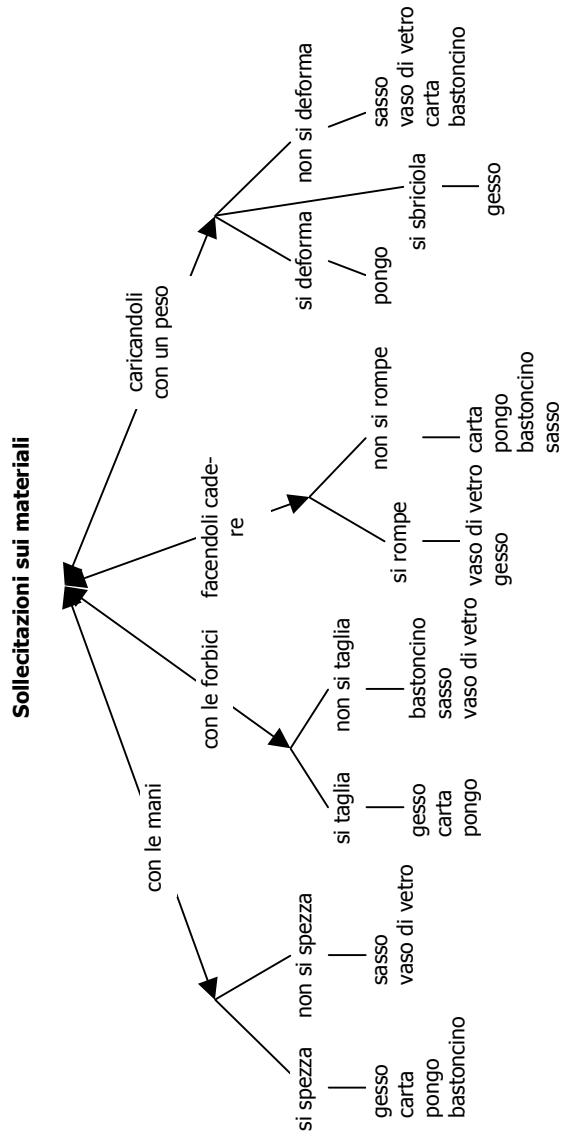 Sollecitazioni sui materiali
con le mani
si spezza
gesso
carta
pongo
bastoncino
non si spezza
sasso
vaso di vetro
con le forbici
si taglia
gesso
carta
pongo
non si taglia
bastoncino
sasso
vaso di vetro
facendoli cade-
re
si rompe
vaso di vetro
gesso
non si rompe
carta
pongo
bastoncino
sasso
caricandoli
con un peso
si deforma
pongo
si sbriciola
gesso
non si deforma
sasso
vaso di vetro
carta
bastoncino